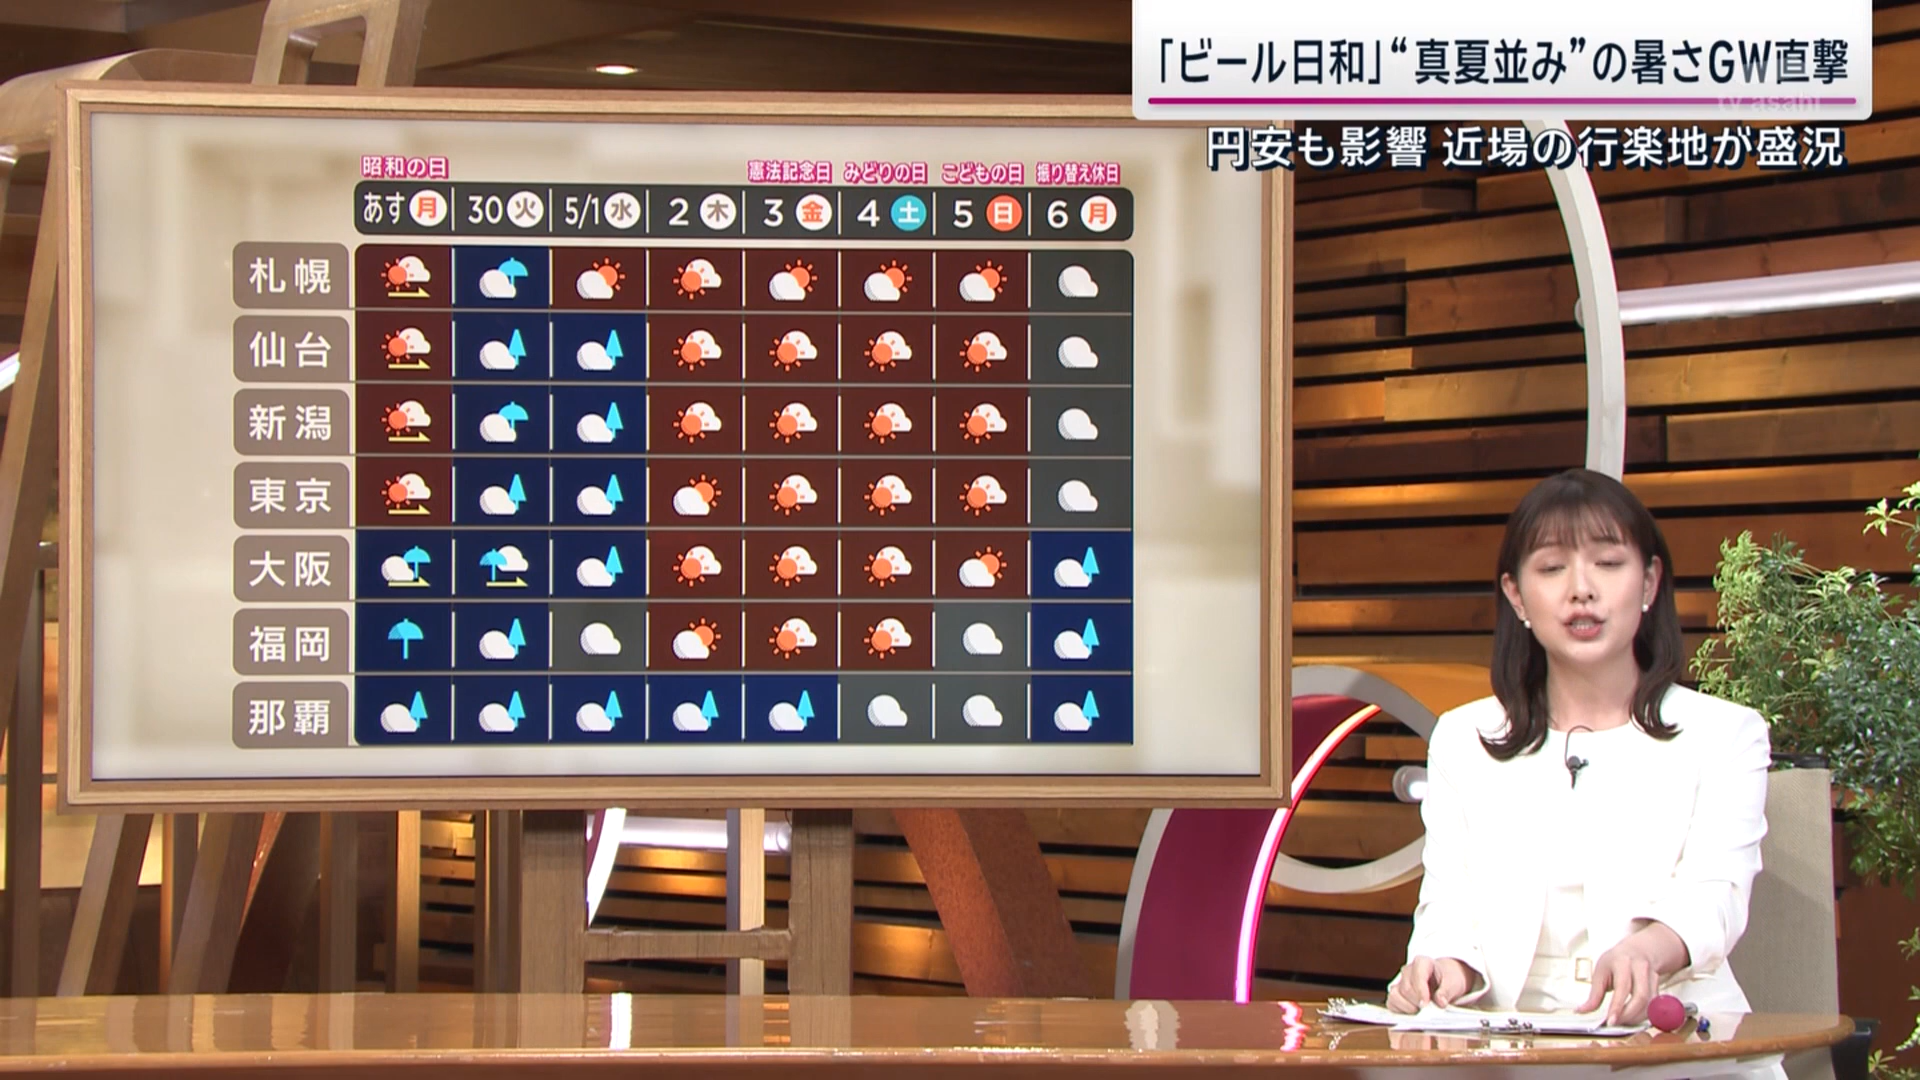 「ビール日和」“真夏並み”の暑さGW直撃
tv asahi
円安も影響 近場の行楽地が盛況
昭和の日 憲法記念日 みどりの日 こどもの日 振り替え休日
あす月 30火 5/1水 2木 3金 4土 5日 6月
札幌
仙台
新潟
東京
大阪
福岡
那覇